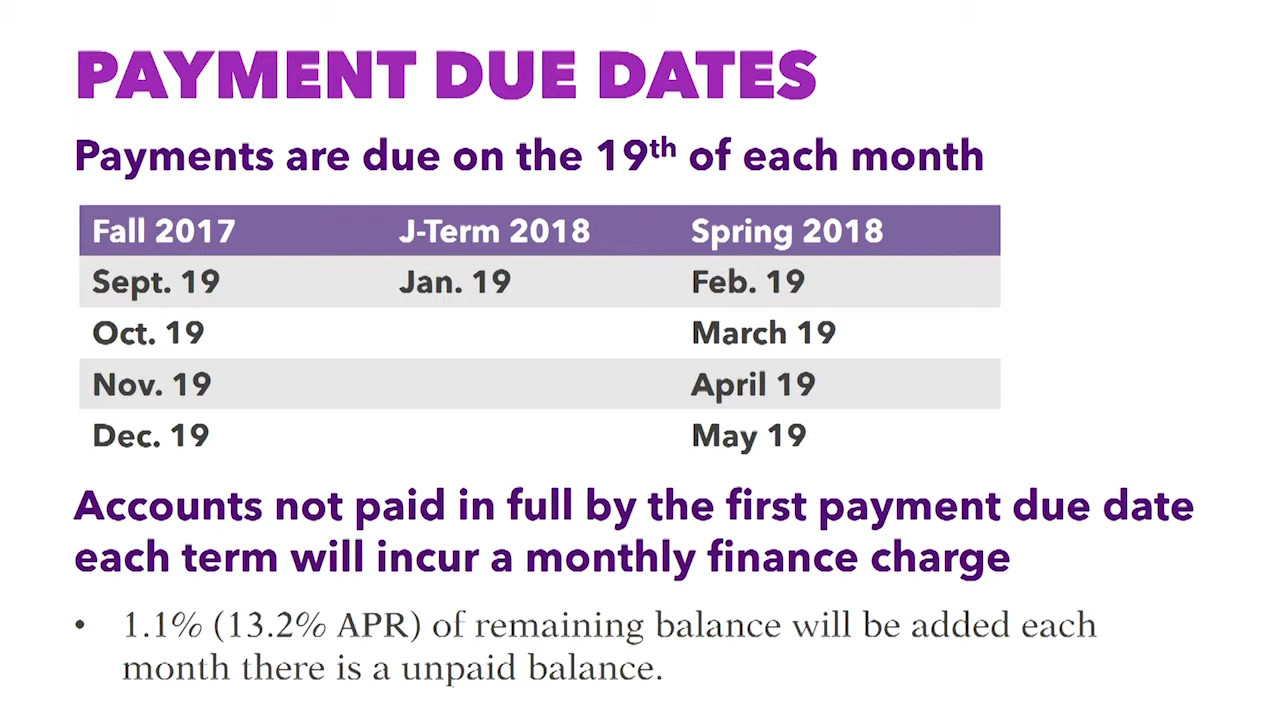 PAYMENT DUE DATES
Payments are due on the 19th of each month
Fall 2017 J-Term 2018 Spring 2018
Sept. 19 Jan. 19 Feb. 19
Oct. 19 March 19
Nov. 19 April 19
Dec. 19 May 19
Accounts not paid in full by the first payment due date
each term will incur a monthly finance charge
• 1.1% (13.2% APR) of remaining balance will be added each
month there is a unpaid balance.